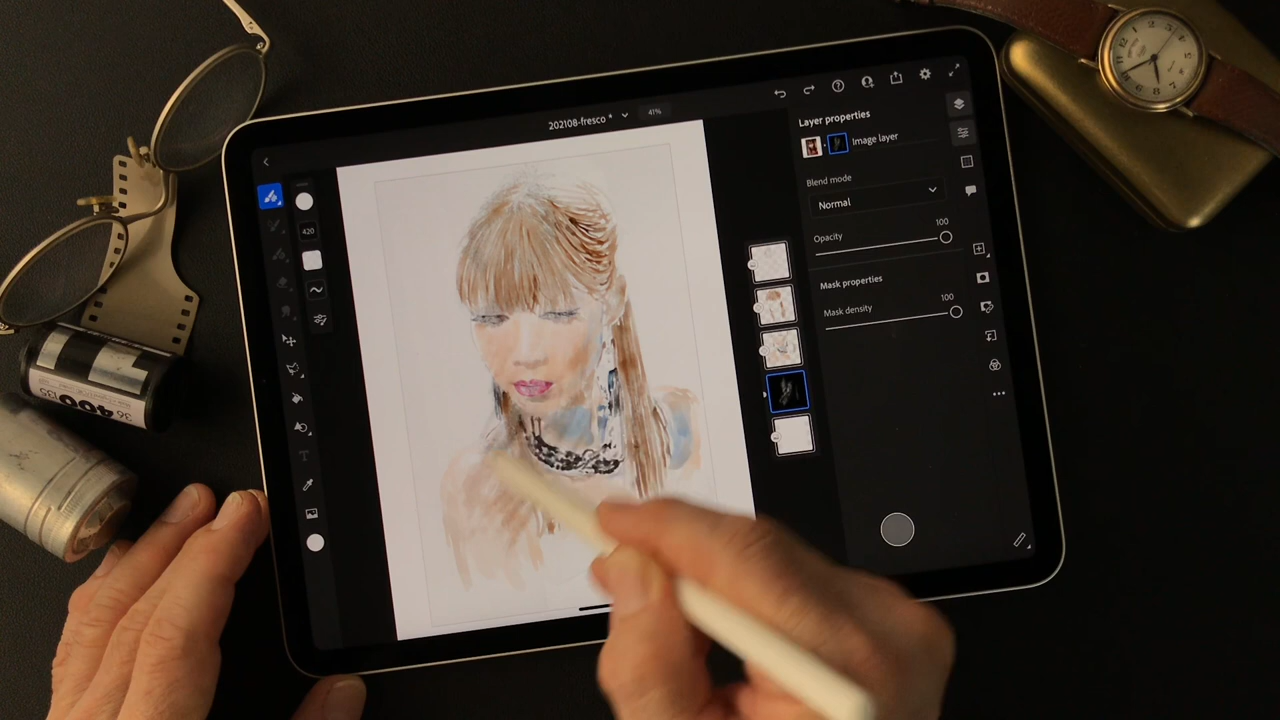 202108-fresco *
41%
Layer properties
Image layer
Blend mode
Normal
Opacity
100
Mask properties
Mask density
100
420
T
36
400
135